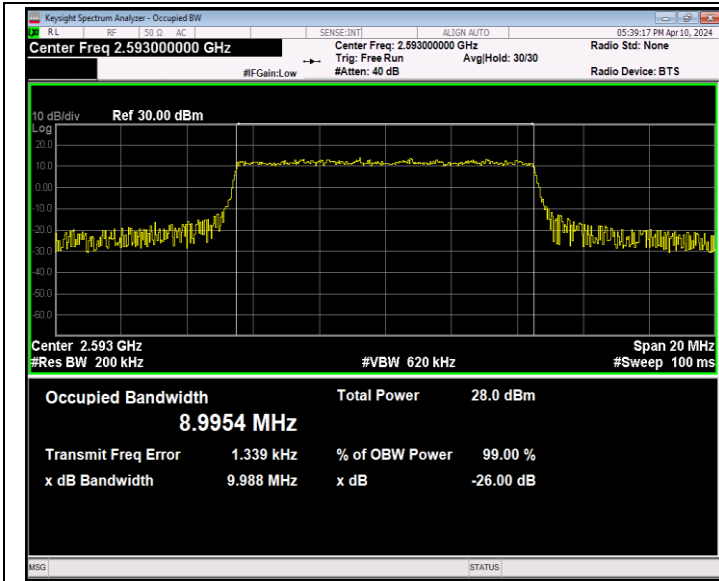 Keysight Spectrum Analyzer - Occupied BW
RL RF 50 Ω AC SENSE:INT ALIGN AUTO 05:39:17 PM Apr 10, 2024
Center Freq 2.593000000 GHz Center Freq: 2.593000000 GHz Radio Std: None
Trig: Free Run Avg|Hold: 30/30
#IFGain:Low #Atten: 40 dB Radio Device: BTS
10 dB/div Ref 30.00 dBm
Log
20.0
10.0
0.00
-10.0
-20.0
-30.0
-40.0
-50.0
-60.0
Center 2.593 GHz Span 20 MHz
#Res BW 200 kHz #VBW 620 kHz #Sweep 100 ms
Occupied Bandwidth Total Power 28.0 dBm
8.9954 MHz
Transmit Freq Error 1.339 kHz % of OBW Power 99.00 %
x dB Bandwidth 9.988 MHz x dB -26.00 dB
MSG STATUS